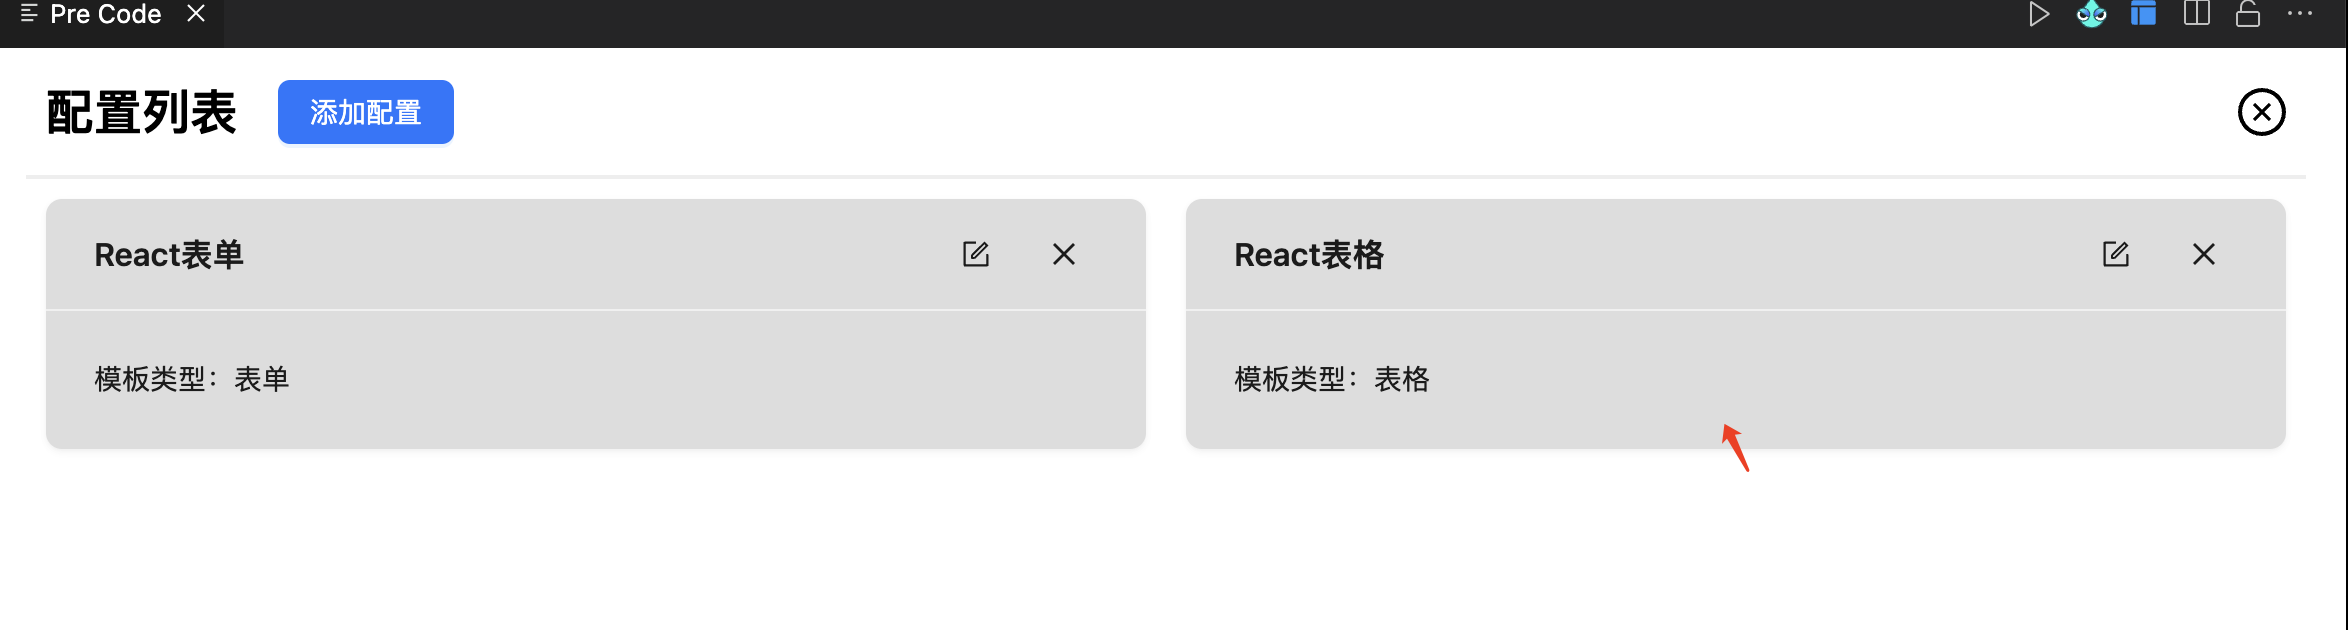 Pre Code
配置列表
添加配置
React表单
React表格
模板类型：表单
模板类型：表格